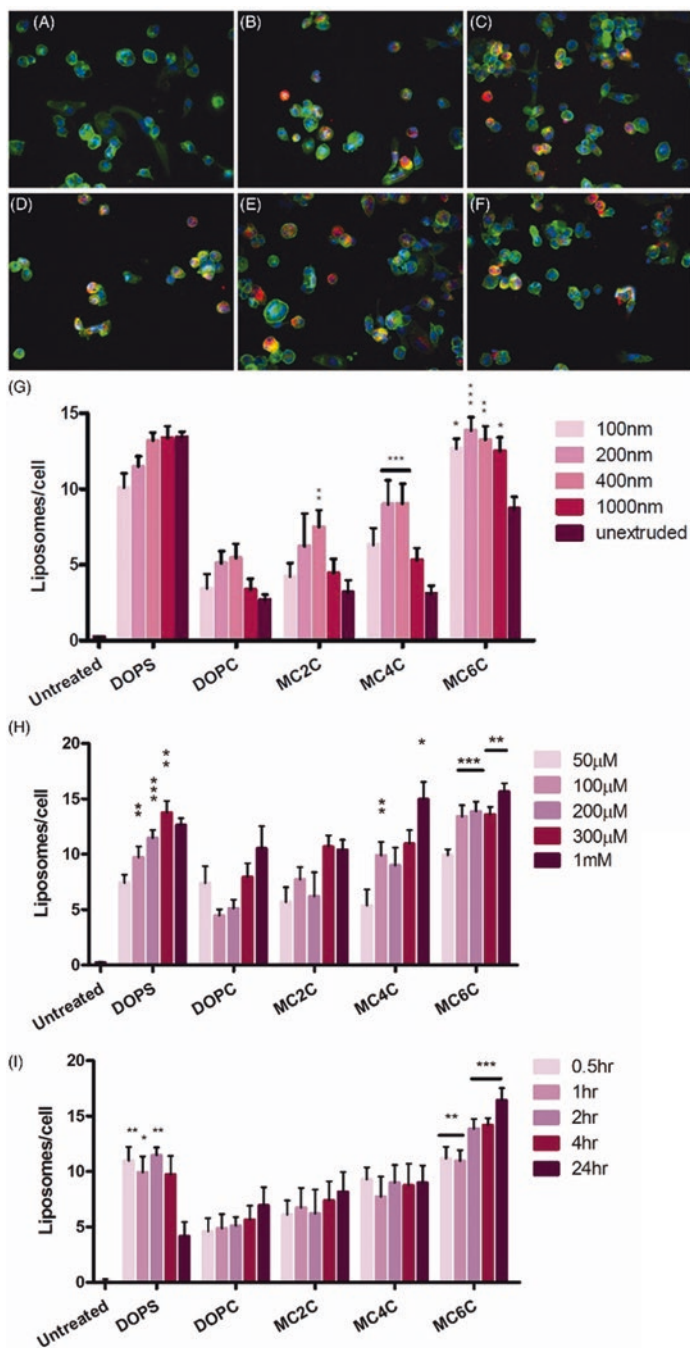 (A) (B) (C)
(D) (E) (F)
(G)
Liposomes/cell
15
10
5
0
* *** ** *
**
***
100nm
200nm
400nm
1000nm
unextruded
Untreated DOPS DOPC MC2C MC4C MC6C
(H)
Liposomes/cell
20
15
10
5
0
** *** ** ** * *** **
50µM
100µM
200µM
300µM
1mM
Untreated DOPS DOPC MC2C MC4C MC6C
(I)
Liposomes/cell
20
15
10
5
0
** * ** ** ***
0.5hr
1hr
2hr
4hr
24hr
Untreated DOPS DOPC MC2C MC4C MC6C